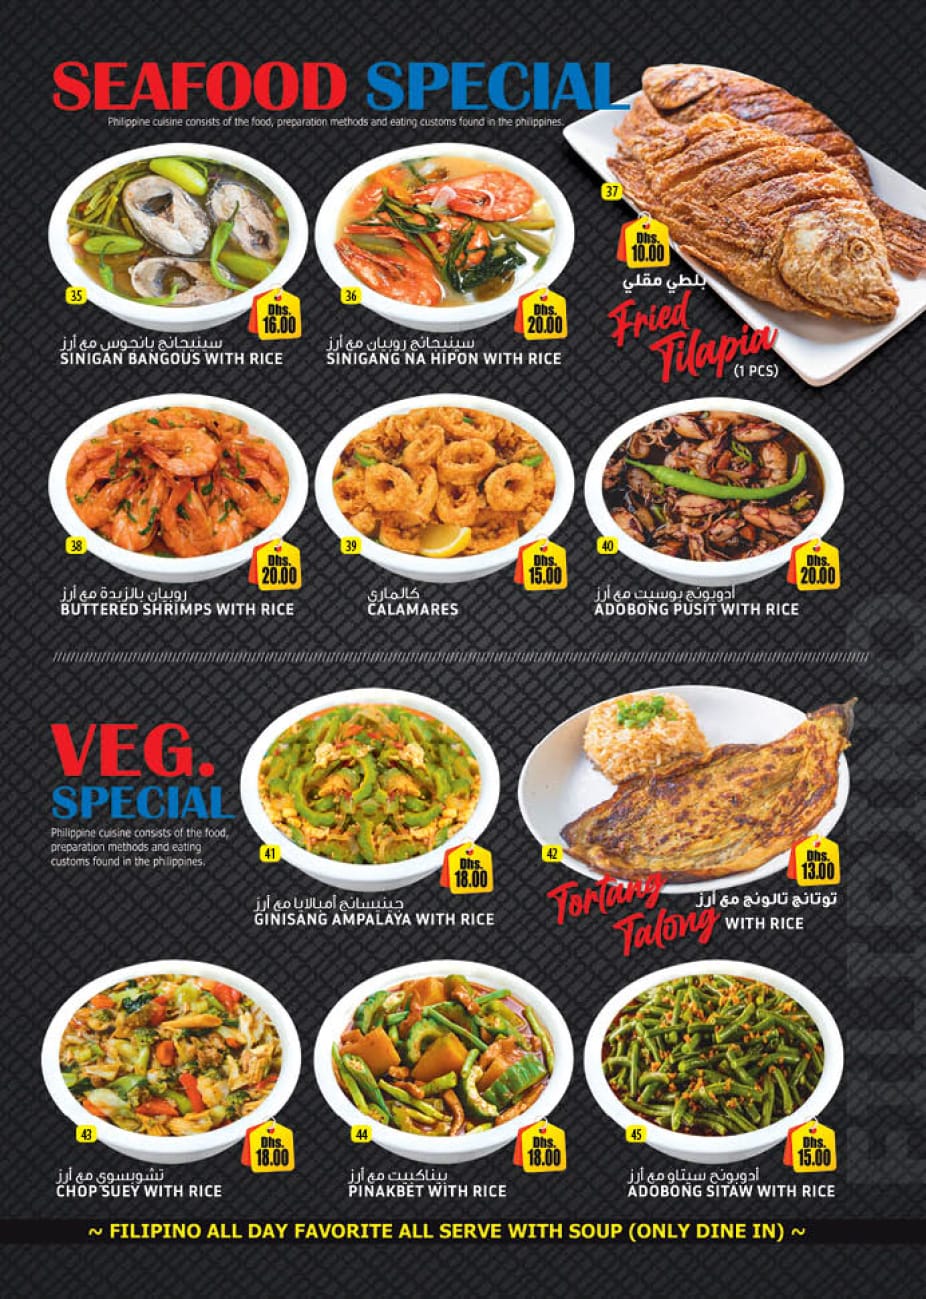 SEAFOOD SPECIAL
Philippine cuisine consists of the food, preparation methods and eating customs found in the philippines.
35
Dhs.
16.00
سينيجانج بانجوس مع أرز
SINIGAN BANGOUS WITH RICE
36
Dhs.
20.00
سينيجانج روبيان مع أرز
SINIGANG NA HIPON WITH RICE
37
Dhs.
10.00
بلطي مقلي
Fried
Tilapia
(1 PCS)
38
Dhs.
20.00
روبيان بالزبدة مع أرز
BUTTERED SHRIMPS WITH RICE
39
Dhs.
15.00
كالماري
CALAMARES
40
Dhs.
20.00
أدوبونج بوسيت مع أرز
ADOBONG PUSIT WITH RICE
VEG.
SPECIAL
Philippine cuisine consists of the food,
preparation methods and eating
customs found in the philippines.
41
Dhs.
18.00
جينيسانج أمبالايا مع أرز
GINISANG AMPALAYA WITH RICE
42
Dhs.
13.00
توتانج تالونج مع أرز
Tortang
Talong
WITH RICE
43
Dhs.
18.00
تشوبسوي مع أرز
CHOP SUEY WITH RICE
44
Dhs.
18.00
بيناكبيت مع أرز
PINAKBET WITH RICE
45
Dhs.
15.00
أدوبونج سيتاو مع أرز
ADOBONG SITAW WITH RICE
~ FILIPINO ALL DAY FAVORITE ALL SERVE WITH SOUP (ONLY DINE IN) ~